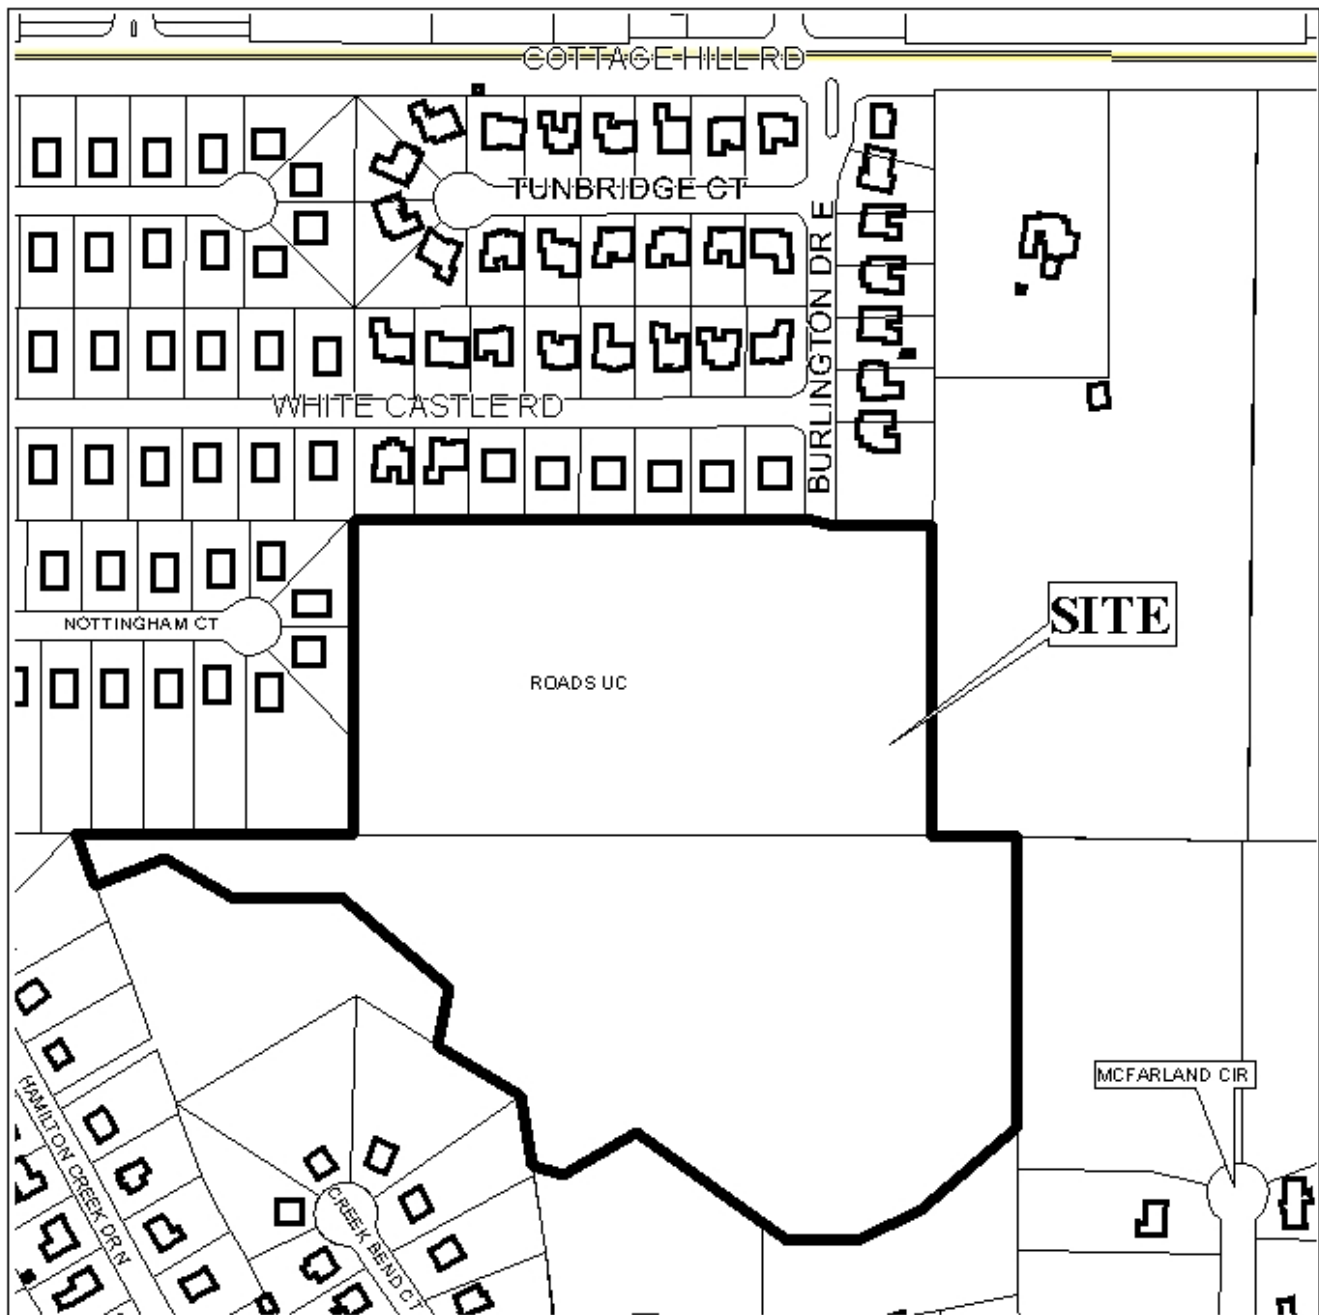 COTTAGE HILL RD
TUNBRIDGE CT
BURLINGTON DR E
WHITE CASTLE RD
SITE
NOTTINGHAM CT
ROADS UC
MCFARLAND CIR
HAMILTON CREEK DR N
CREEK BEND CT